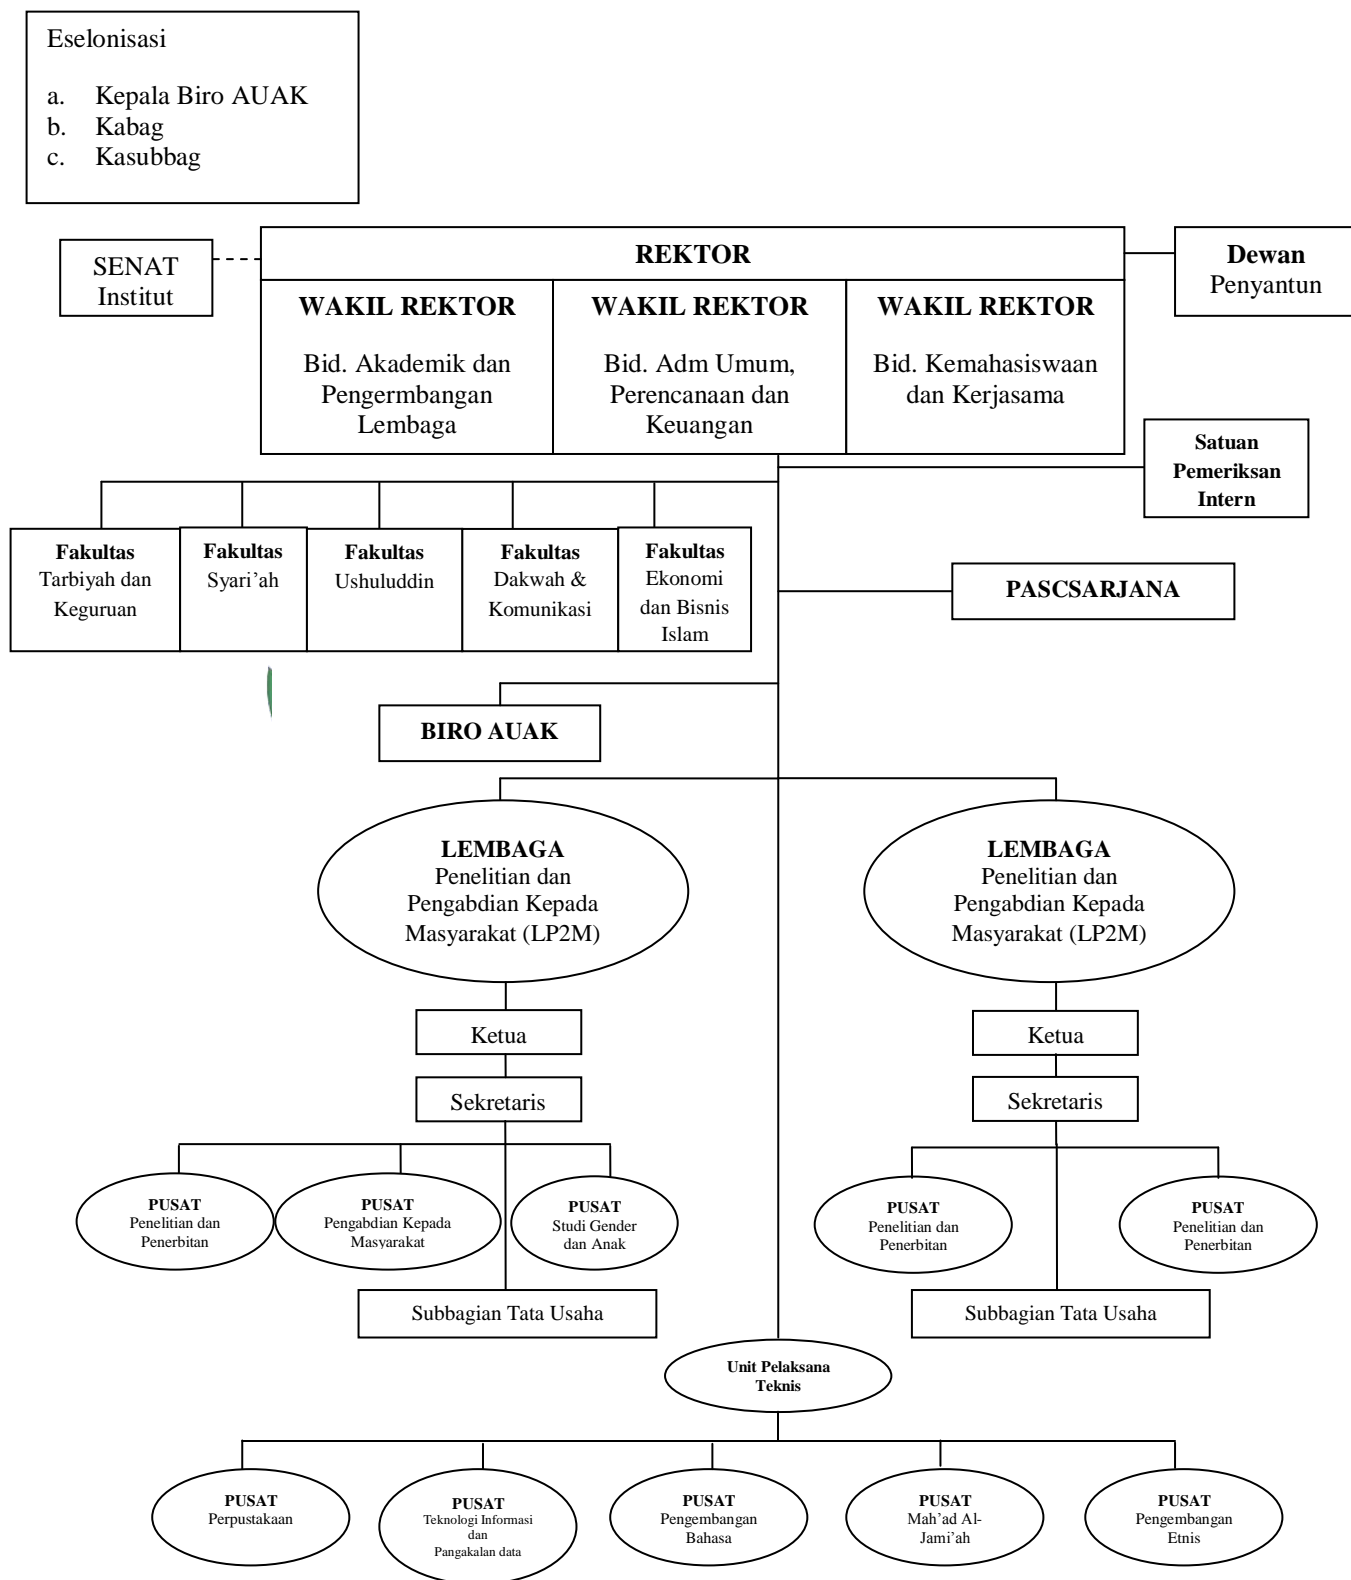 Eselonisasi
a. Kepala Biro AUAK
b. Kabag
c. Kasubbag
SENAT
Institut
REKTOR
Dewan
Penyantun
WAKIL REKTOR
Bid. Akademik dan
Pengermbangan
Lembaga
WAKIL REKTOR
Bid. Adm Umum,
Perencanaan dan
Keuangan
WAKIL REKTOR
Bid. Kemahasiswaan
dan Kerjasama
Satuan
Pemeriksan
Intern
Fakultas
Tarbiyah dan
Keguruan
Fakultas
Syari’ah
Fakultas
Ushuluddin
Fakultas
Dakwah &
Komunikasi
Fakultas
Ekonomi
dan Bisnis
Islam
PASCSARJANA
BIRO AUAK
LEMBAGA
Penelitian dan
Pengabdian Kepada
Masyarakat (LP2M)
LEMBAGA
Penelitian dan
Pengabdian Kepada
Masyarakat (LP2M)
Ketua
Ketua
Sekretaris
Sekretaris
PUSAT
Penelitian dan
Penerbitan
PUSAT
Pengabdian Kepada
Masyarakat
PUSAT
Studi Gender
dan Anak
PUSAT
Penelitian dan
Penerbitan
PUSAT
Penelitian dan
Penerbitan
Subbagian Tata Usaha
Subbagian Tata Usaha
Unit Pelaksana
Teknis
PUSAT
Perpustakaan
PUSAT
Teknologi Informasi
dan
Pangakalan data
PUSAT
Pengembangan
Bahasa
PUSAT
Mah’ad Al-
Jami’ah
PUSAT
Pengembangan
Etnis